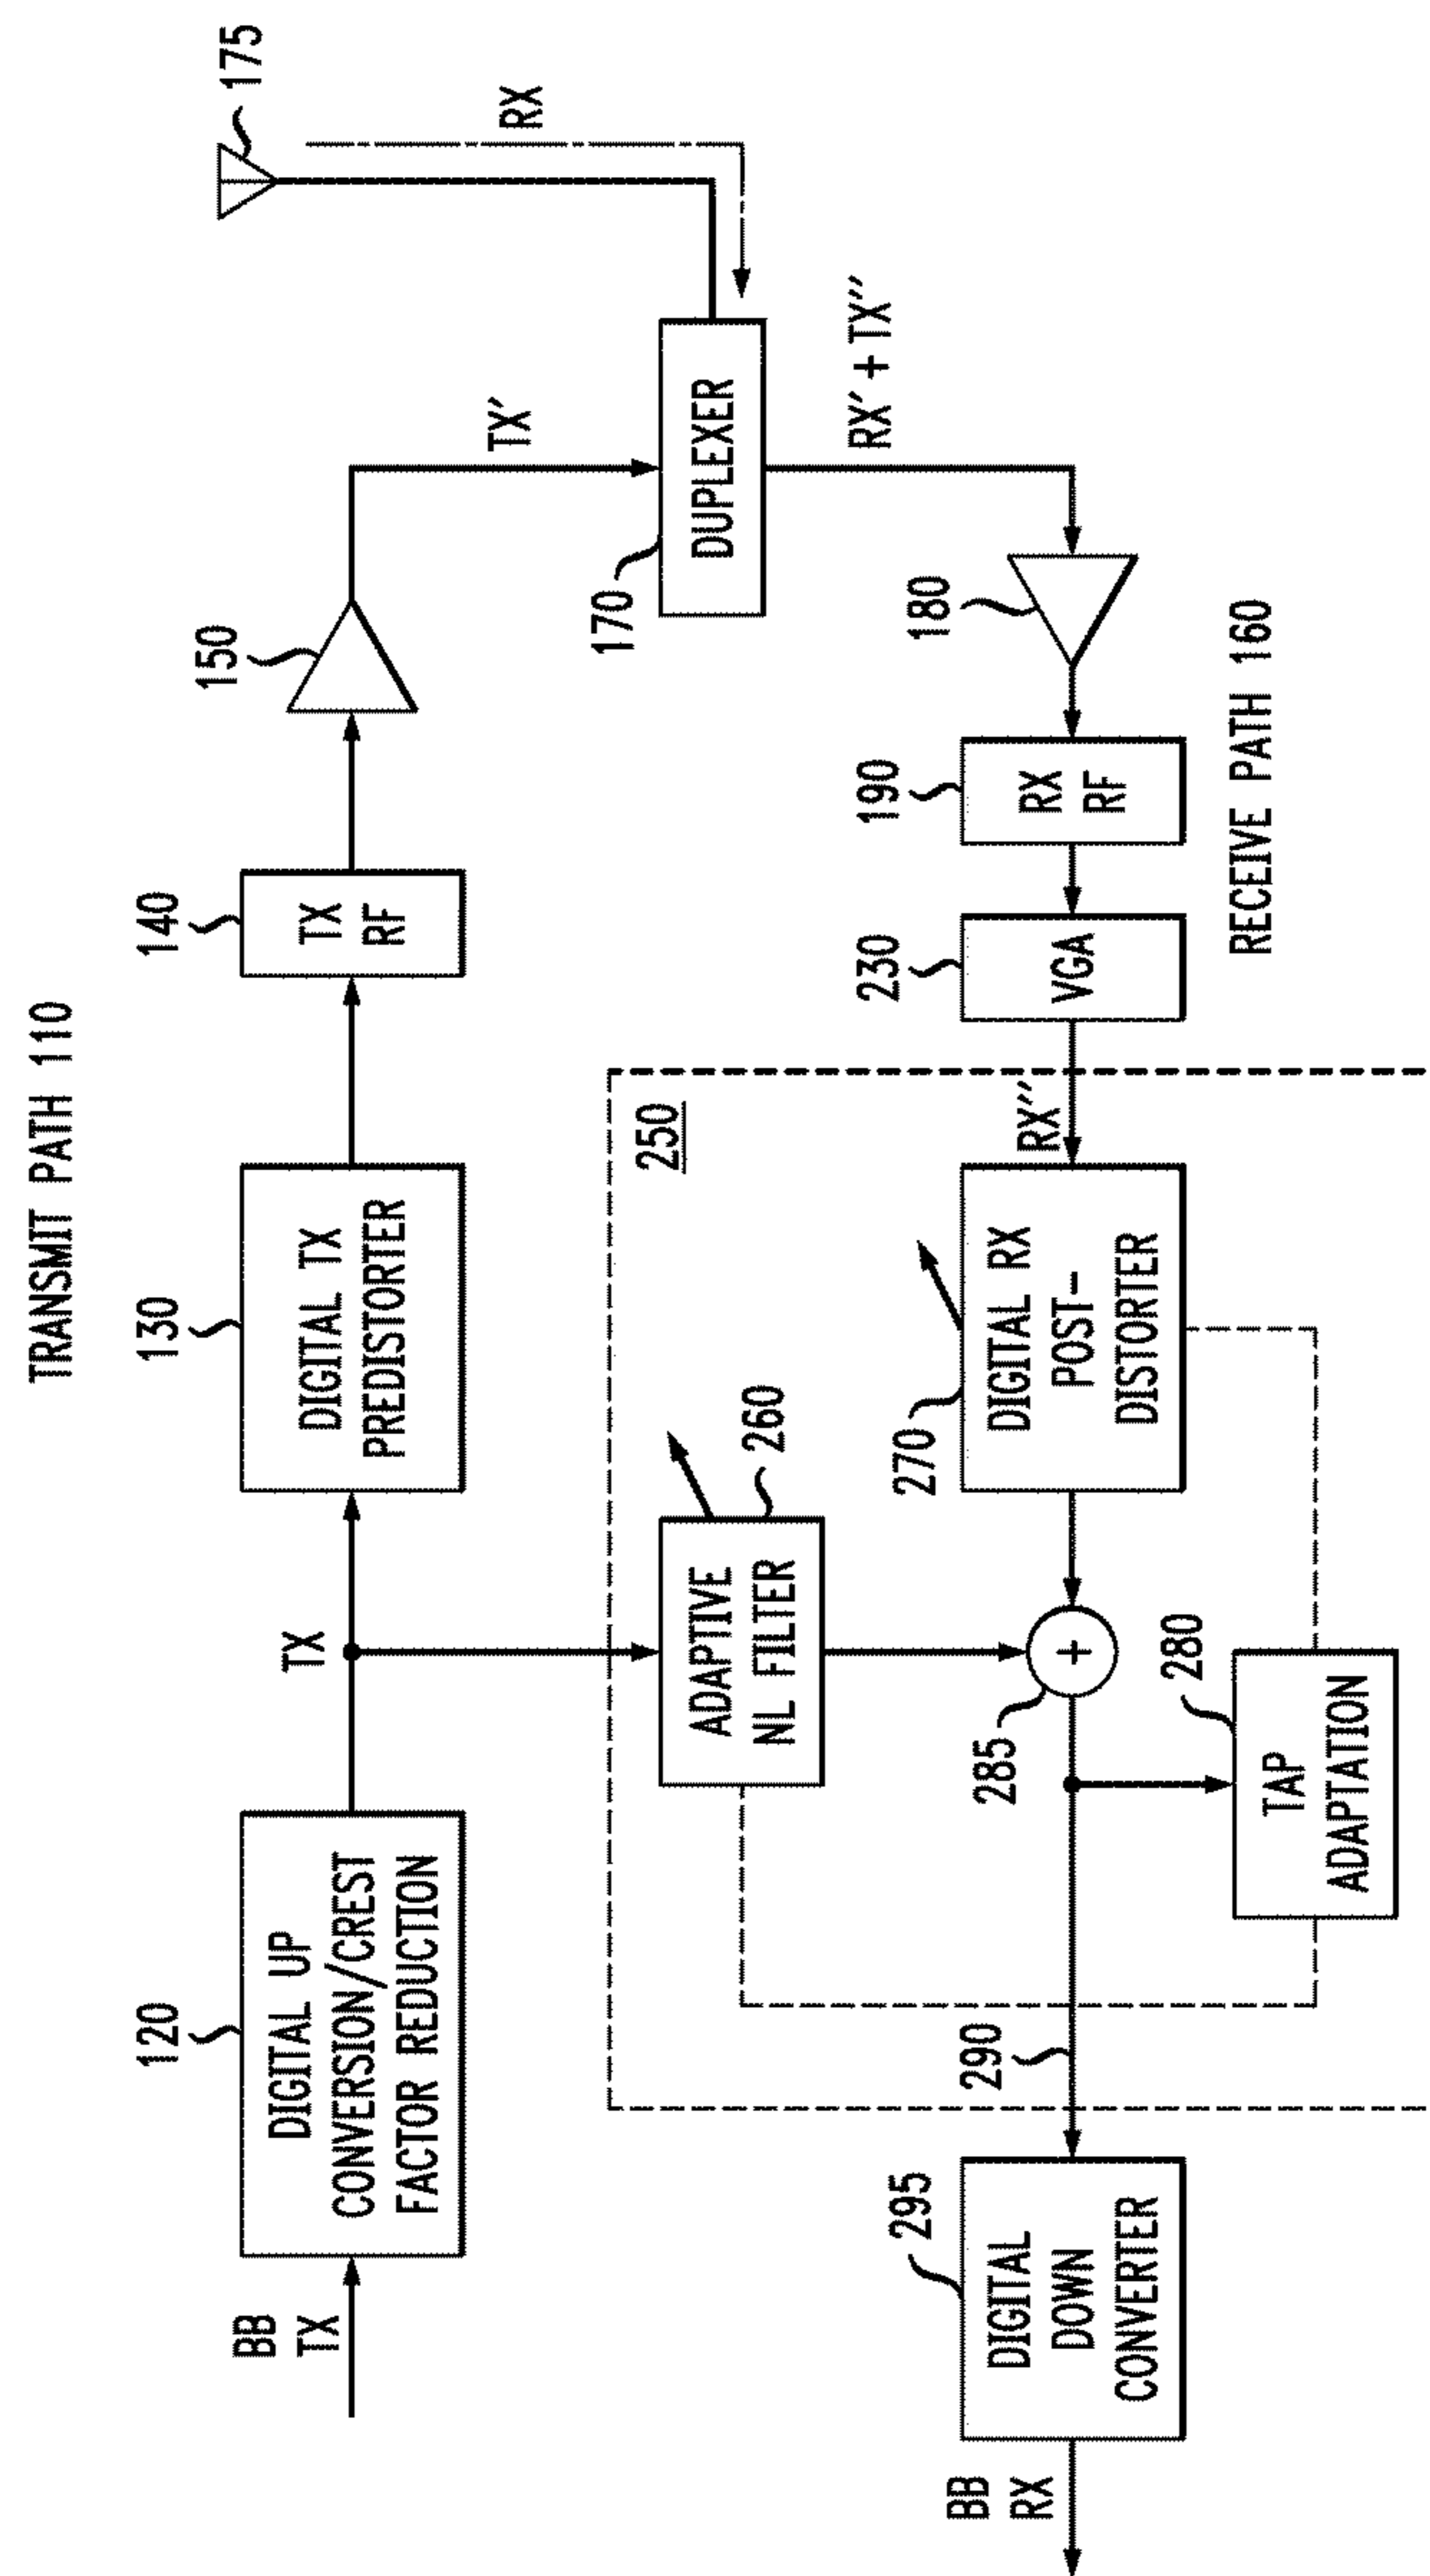 TRANSMIT PATH 110
120
DIGITAL UP
CONVERSION/CREST
FACTOR REDUCTION
BB
TX
TX
130
DIGITAL TX
PREDISTORTER
140
TX
RF
150
TX′
175
RX
170
DUPLEXER
RX′ + TX″
180
190
RX
RF
230
VGA
RECEIVE PATH 160
250
RX″
260
ADAPTIVE
NL FILTER
270
DIGITAL RX
POST-
DISTORTER
285
+
280
TAP
ADAPTATION
290
295
DIGITAL
DOWN
CONVERTER
BB
RX